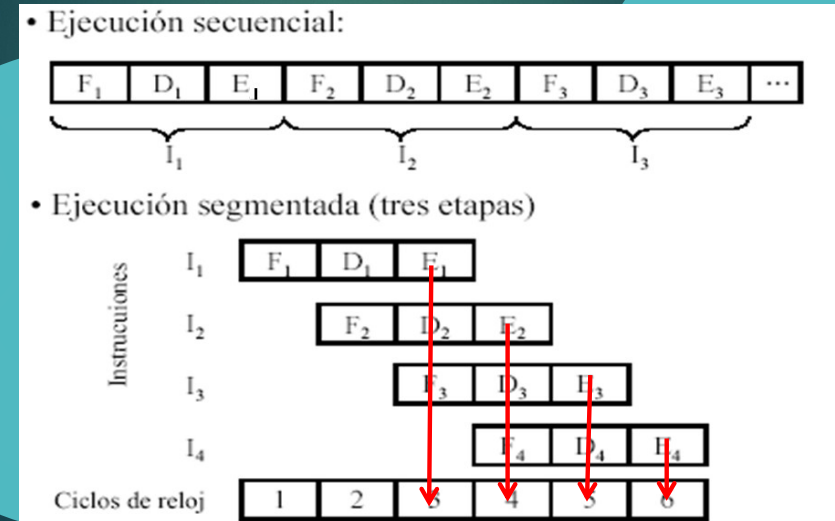 • Ejecución secuencial:
F₁ D₁ E₁ F₂ D₂ E₂ F₃ D₃ E₃ ...
I₁ I₂ I₃
• Ejecución segmentada (tres etapas)
Instrucuiones
I₁ F₁ D₁ E₁
I₂ F₂ D₂ E₂
I₃ F₃ D₃ E₃
I₄ F₄ D₄ E₄
Ciclos de reloj 1 2 3 4 5 6